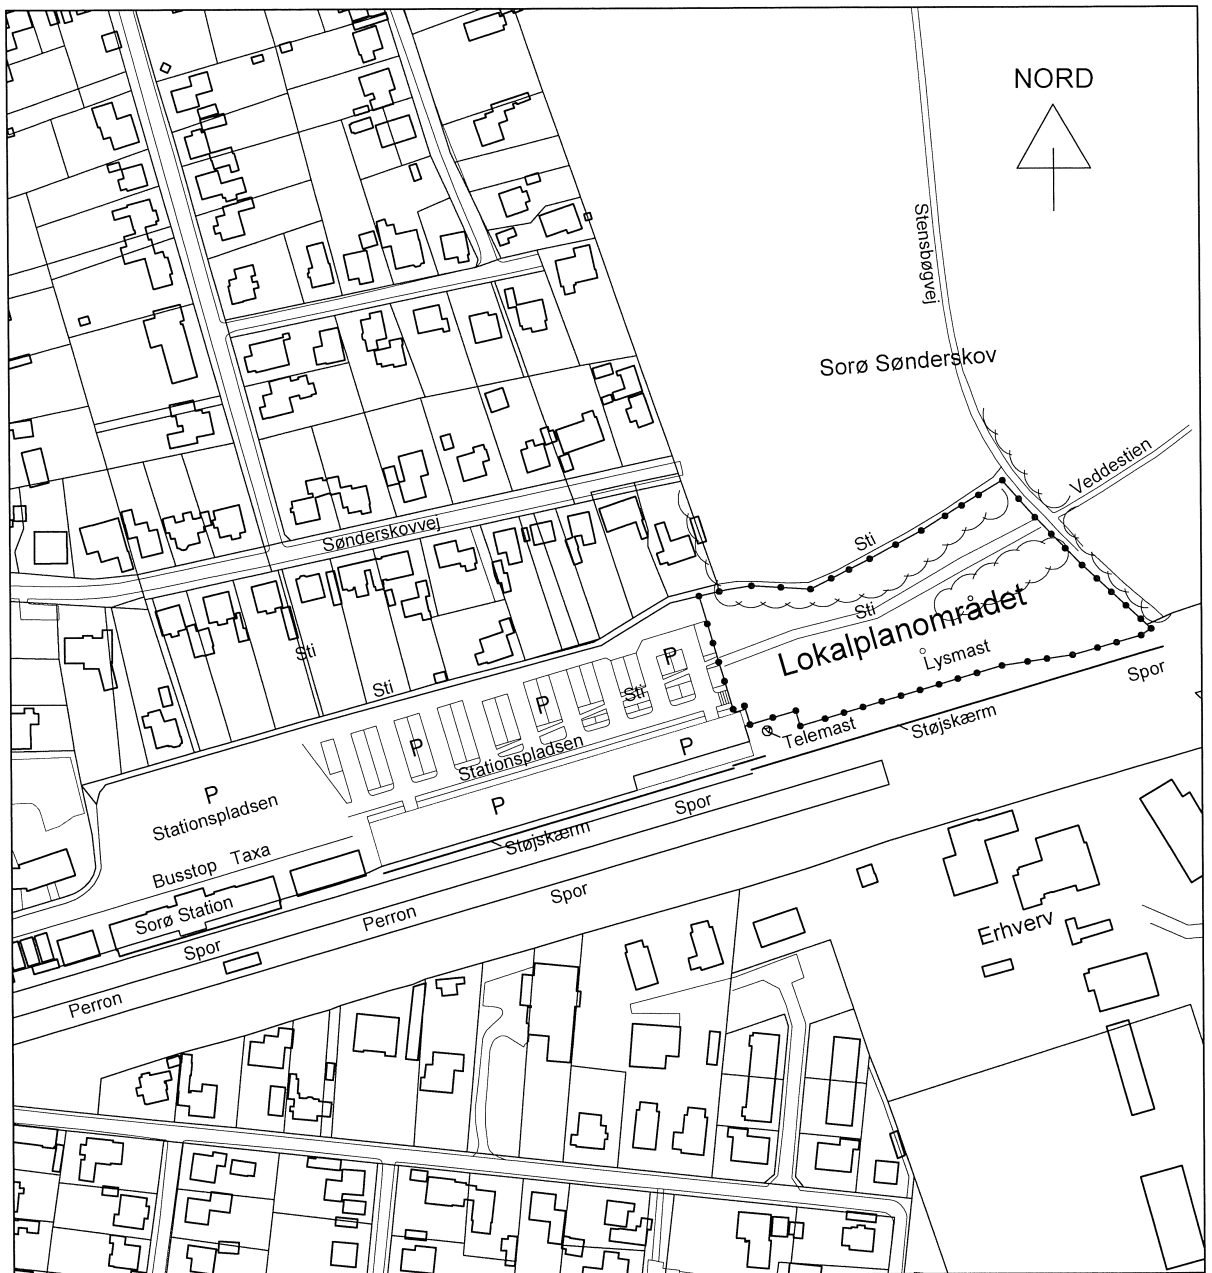 NORD
Stensbøgvej
Sorø Sønderskov
Veddestien
Sønderskovvej
Sti
Sti
Lokalplanområdet
Sti
Sti
P
Lysmast
Spor
Sti
P
Støjskærm
Telemast
P
Stationspladsen
P
P
Stationspladsen
P
Spor
Støjskærm
Busstop Taxa
Spor
Sorø Station
Perron
Erhverv
Spor
Perron